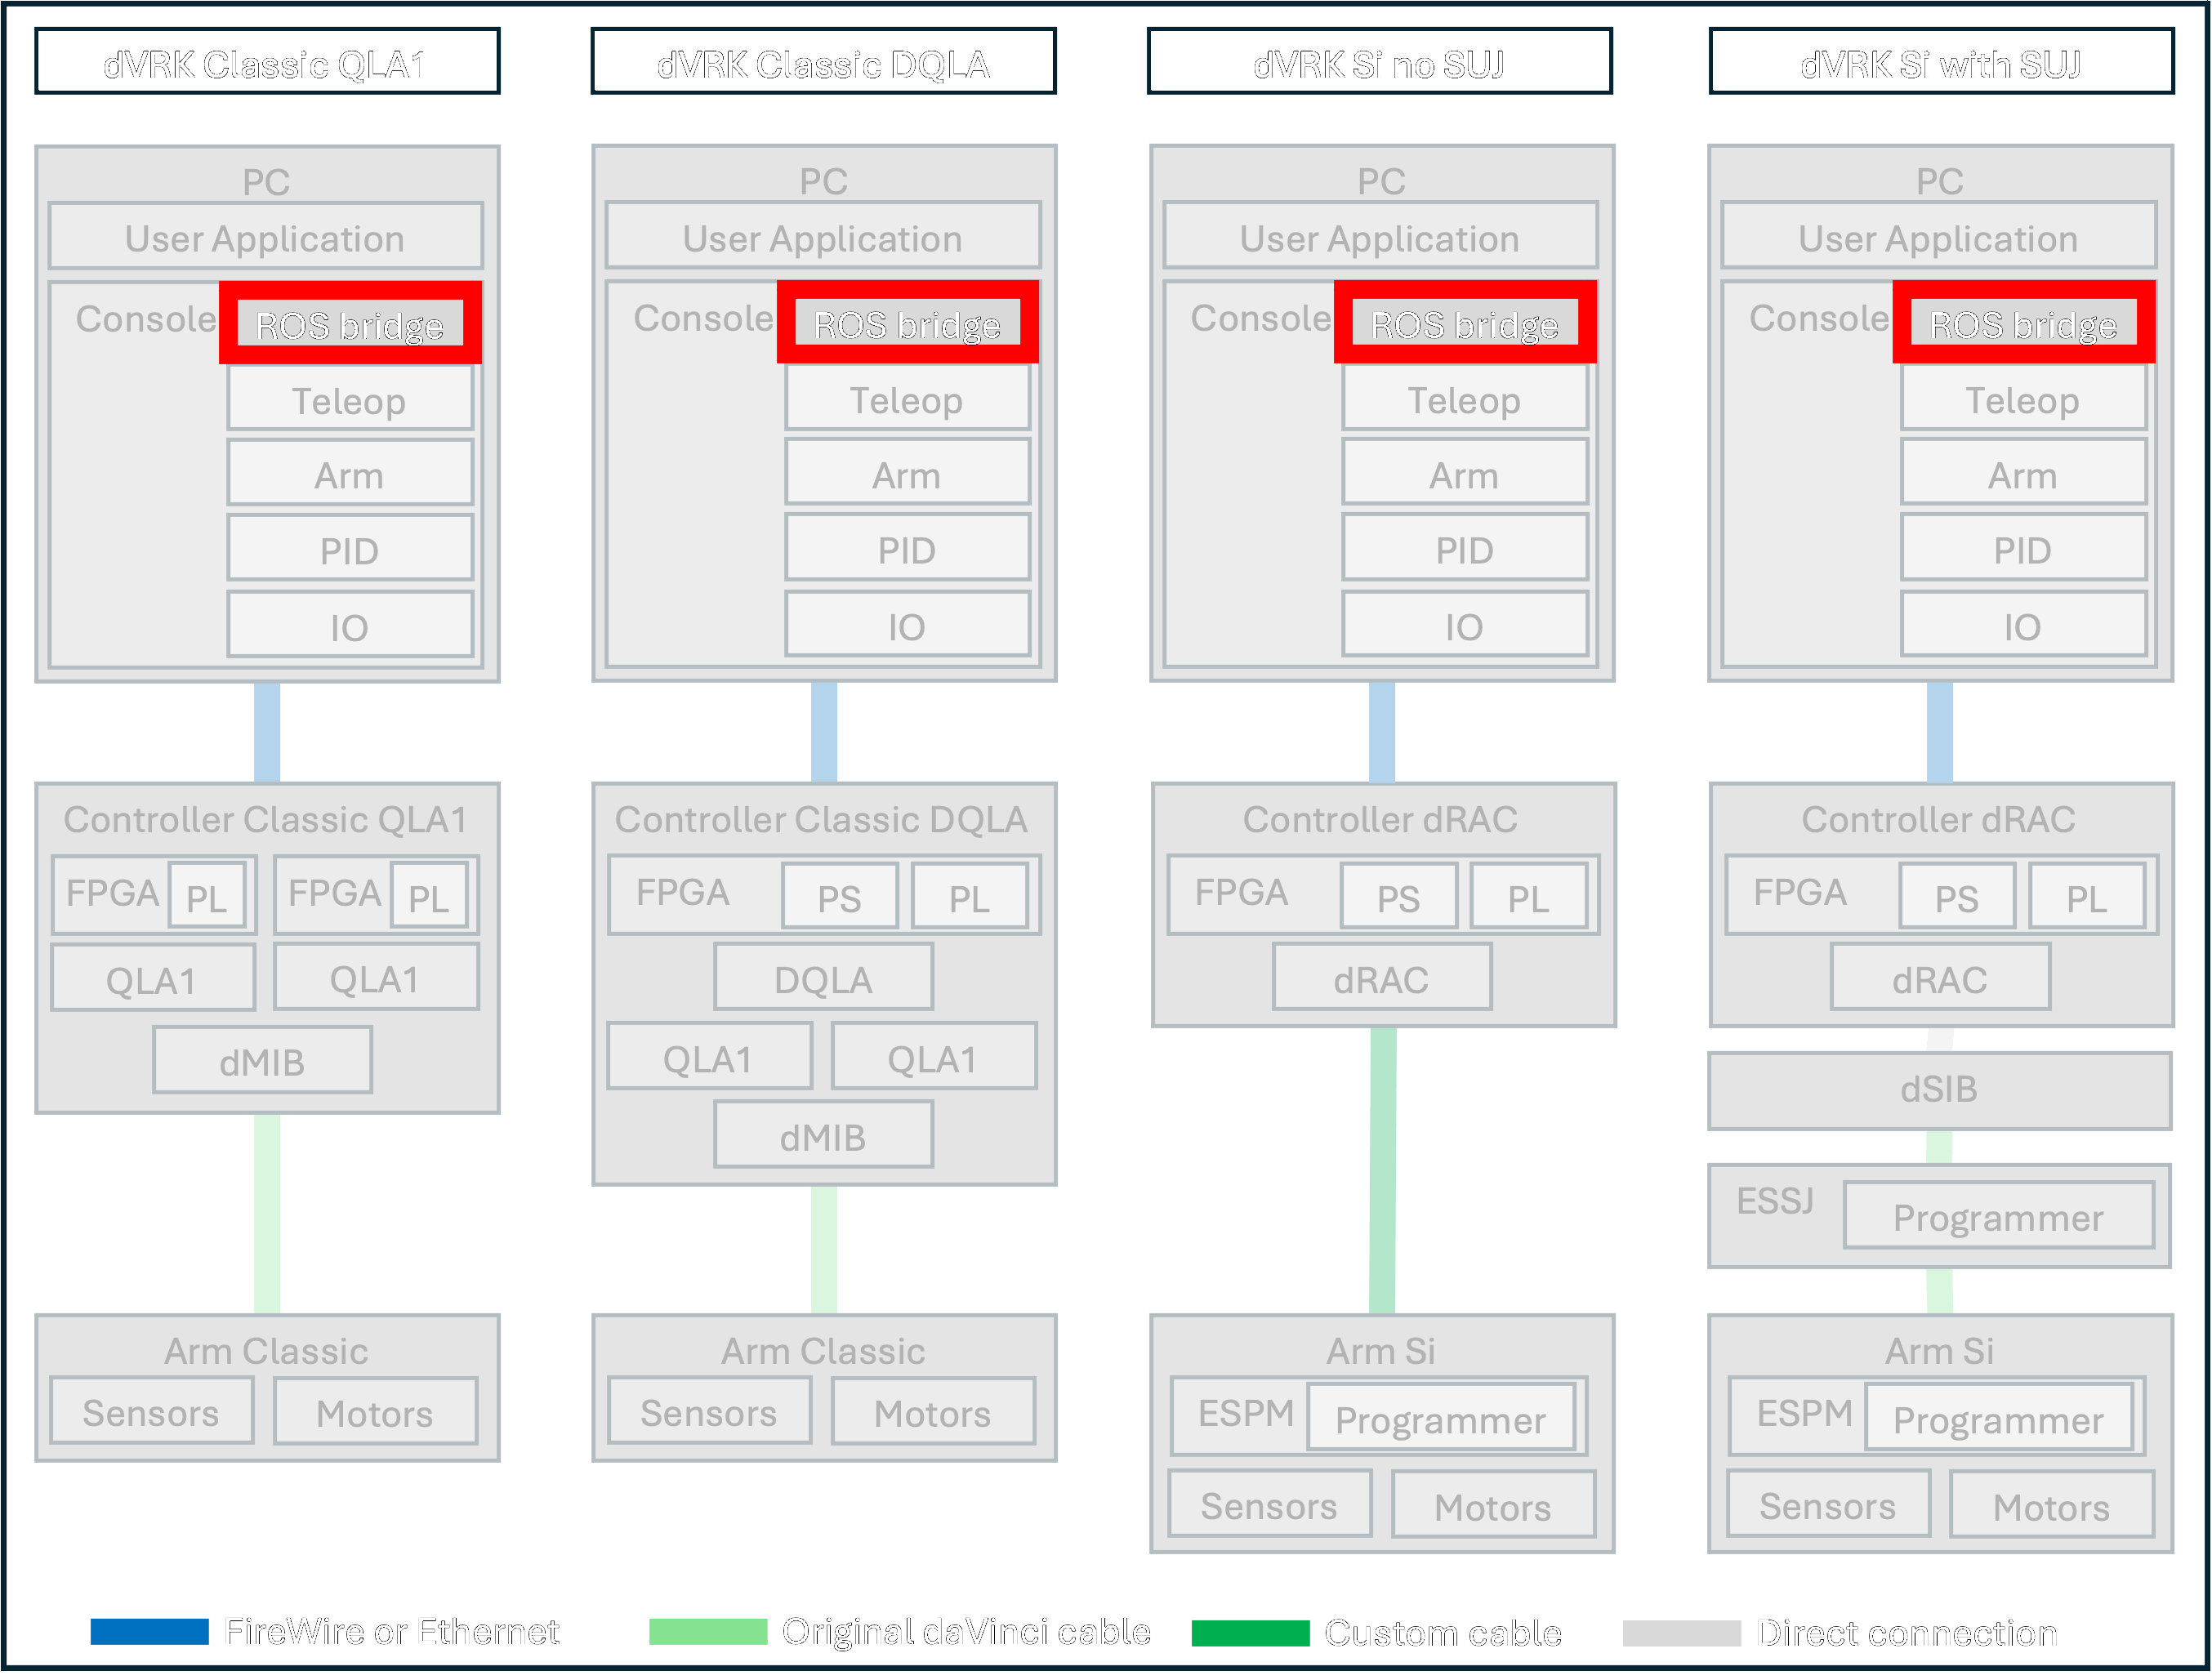 dVRK Classic QLA1
dVRK Classic DQLA
dVRK Si no SUJ
dVRK Si with SUJ
PC
User Application
Console
ROS bridge
Teleop
Arm
PID
IO
Controller Classic QLA1
FPGA
PL
FPGA
PL
QLA1
QLA1
dMIB
Arm Classic
Sensors
Motors
PC
User Application
Console
ROS bridge
Teleop
Arm
PID
IO
Controller Classic DQLA
FPGA
PS
PL
DQLA
QLA1
QLA1
dMIB
Arm Classic
Sensors
Motors
PC
User Application
Console
ROS bridge
Teleop
Arm
PID
IO
Controller dRAC
FPGA
PS
PL
dRAC
Arm Si
ESPM
Programmer
Sensors
Motors
PC
User Application
Console
ROS bridge
Teleop
Arm
PID
IO
Controller dRAC
FPGA
PS
PL
dRAC
dSIB
ESSJ
Programmer
Arm Si
ESPM
Programmer
Sensors
Motors
FireWire or Ethernet
Original daVinci cable
Custom cable
Direct connection